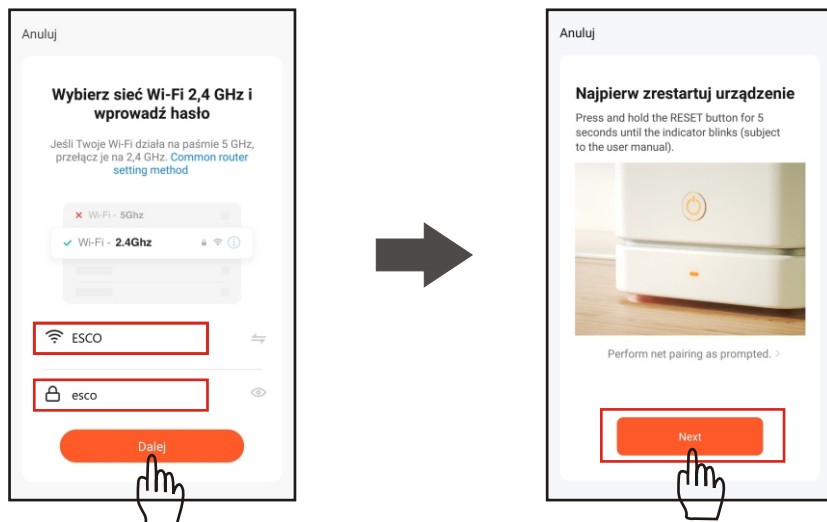 Anuluj
Wybierz sieć Wi-Fi 2,4 GHz i
wprowadź hasło
Jeśli Twoje Wi-Fi działa na paśmie 5 GHz,
przełącz je na 2,4 GHz. Common router
setting method
Wi-Fi - 5Ghz
Wi-Fi - 2.4Ghz
ESCO
esco
Dalej
Anuluj
Najpierw zrestartuj urządzenie
Press and hold the RESET button for 5
seconds until the indicator blinks (subject
to the user manual).
Perform net pairing as prompted. >
Next